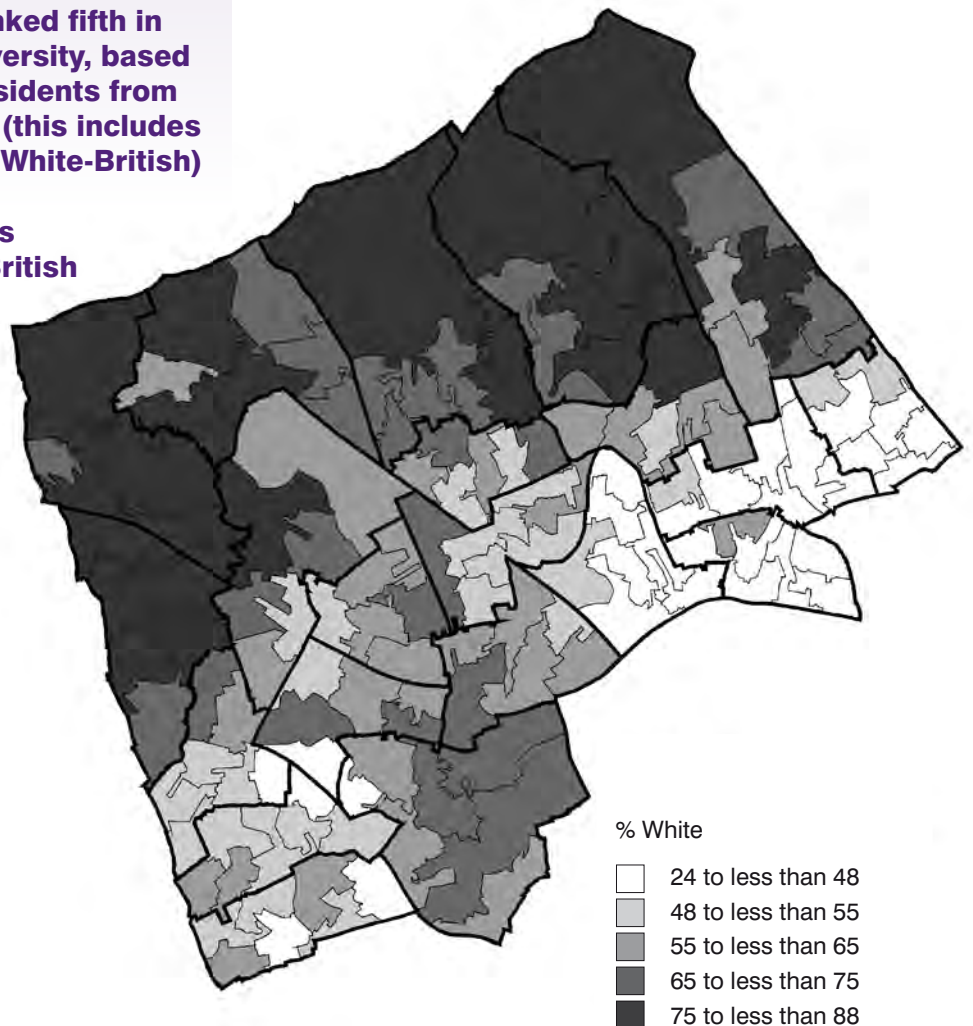 nked fifth in
versity, based
sidents from
(this includes
White-British)
s
ritish
% White
24 to less than 48
48 to less than 55
55 to less than 65
65 to less than 75
75 to less than 88